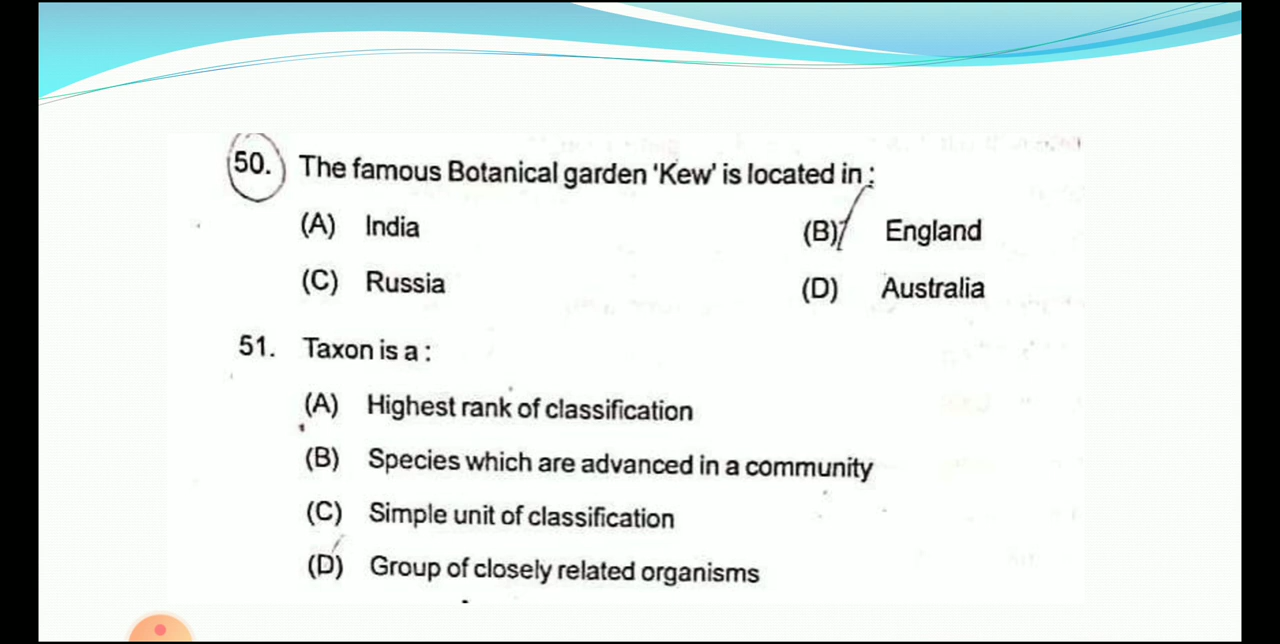 50. The famous Botanical garden 'Kew' is located in :
(A) India (B) England
(C) Russia (D) Australia
51. Taxon is a :
(A) Highest rank of classification
(B) Species which are advanced in a community
(C) Simple unit of classification
(D) Group of closely related organisms